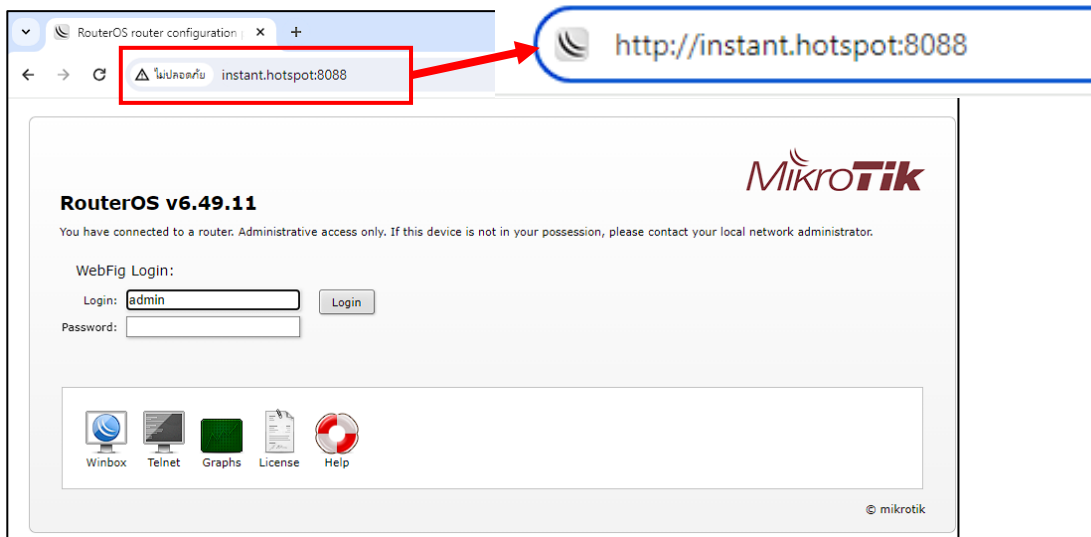 RouterOS router configuration
http://instant.hotspot:8088
ไม่ปลอดภัย instant.hotspot:8088
MikroTik
RouterOS v6.49.11
You have connected to a router. Administrative access only. If this device is not in your possession, please contact your local network administrator.
WebFig Login:
Login: admin Login
Password:
Winbox Telnet Graphs License Help
© mikrotik